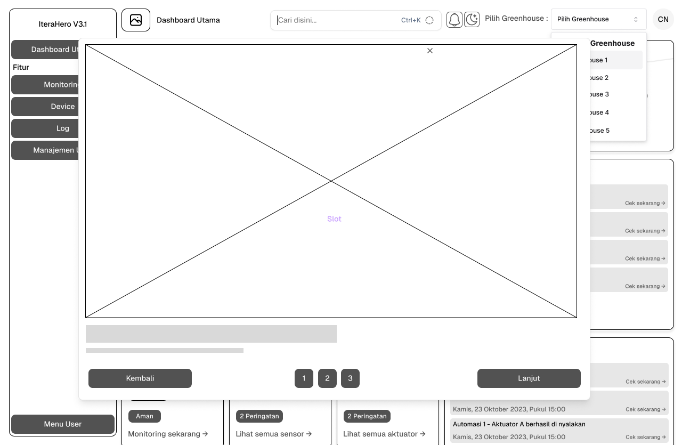 IteraHero V3.1
Dashboard Utama
Cari disini...
Ctrl+K
Pilih Greenhouse :
Pilih Greenhouse
CN
Dashboard Ut
Fitur
Monitoring
Device
Log
Manajemen U
Menu User
Greenhouse
ouse 1
ouse 2
ouse 3
ouse 4
ouse 5
Slot
Cek sekarang →
Cek sekarang →
Cek sekarang →
Cek sekarang →
Kembali
1
2
3
Lanjut
Cek sekarang →
Cek sekarang →
Aman
Monitoring sekarang →
2 Peringatan
Lihat semua sensor →
2 Peringatan
Lihat semua aktuator →
Kamis, 23 Oktober 2023, Pukul 15:00
Automasi 1 - Aktuator A berhasil di nyalakan
Kamis, 23 Oktober 2023, Pukul 15:00
Cek sekarang →